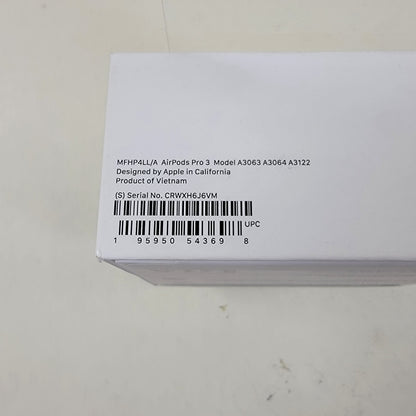 MFHP4LL/A AirPods Pro 3 Model A3063 A3064 A3122
Designed by Apple in California
Product of Vietnam
(S) Serial No. CRWXH6J6VM
UPC
1 95950 54369 8